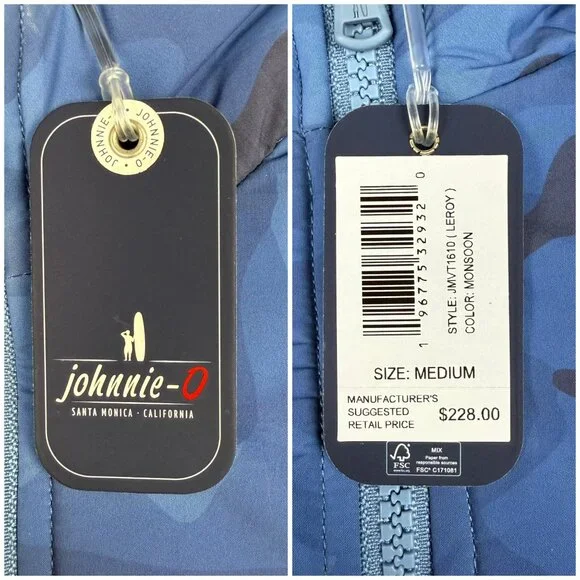 JOHNNIE-O • JOHNNIE-O •
johnnie-O
SANTA MONICA • CALIFORNIA
1 96775 32932 0
STYLE: JMVT1610 ( LEROY )
COLOR: MONSOON
SIZE: MEDIUM
MANUFACTURER'S
SUGGESTED
RETAIL PRICE
$228.00
FSC
MIX
Paper from
responsible sources
FSC® C171081